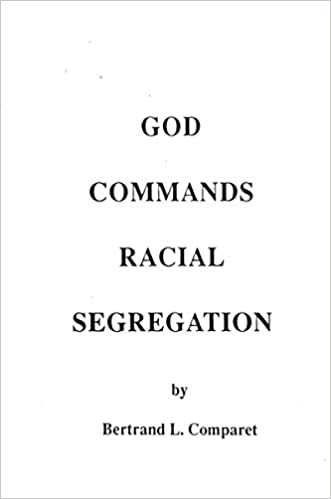 GOD
COMMANDS
RACIAL
SEGREGATION
by
Bertrand L. Comparet